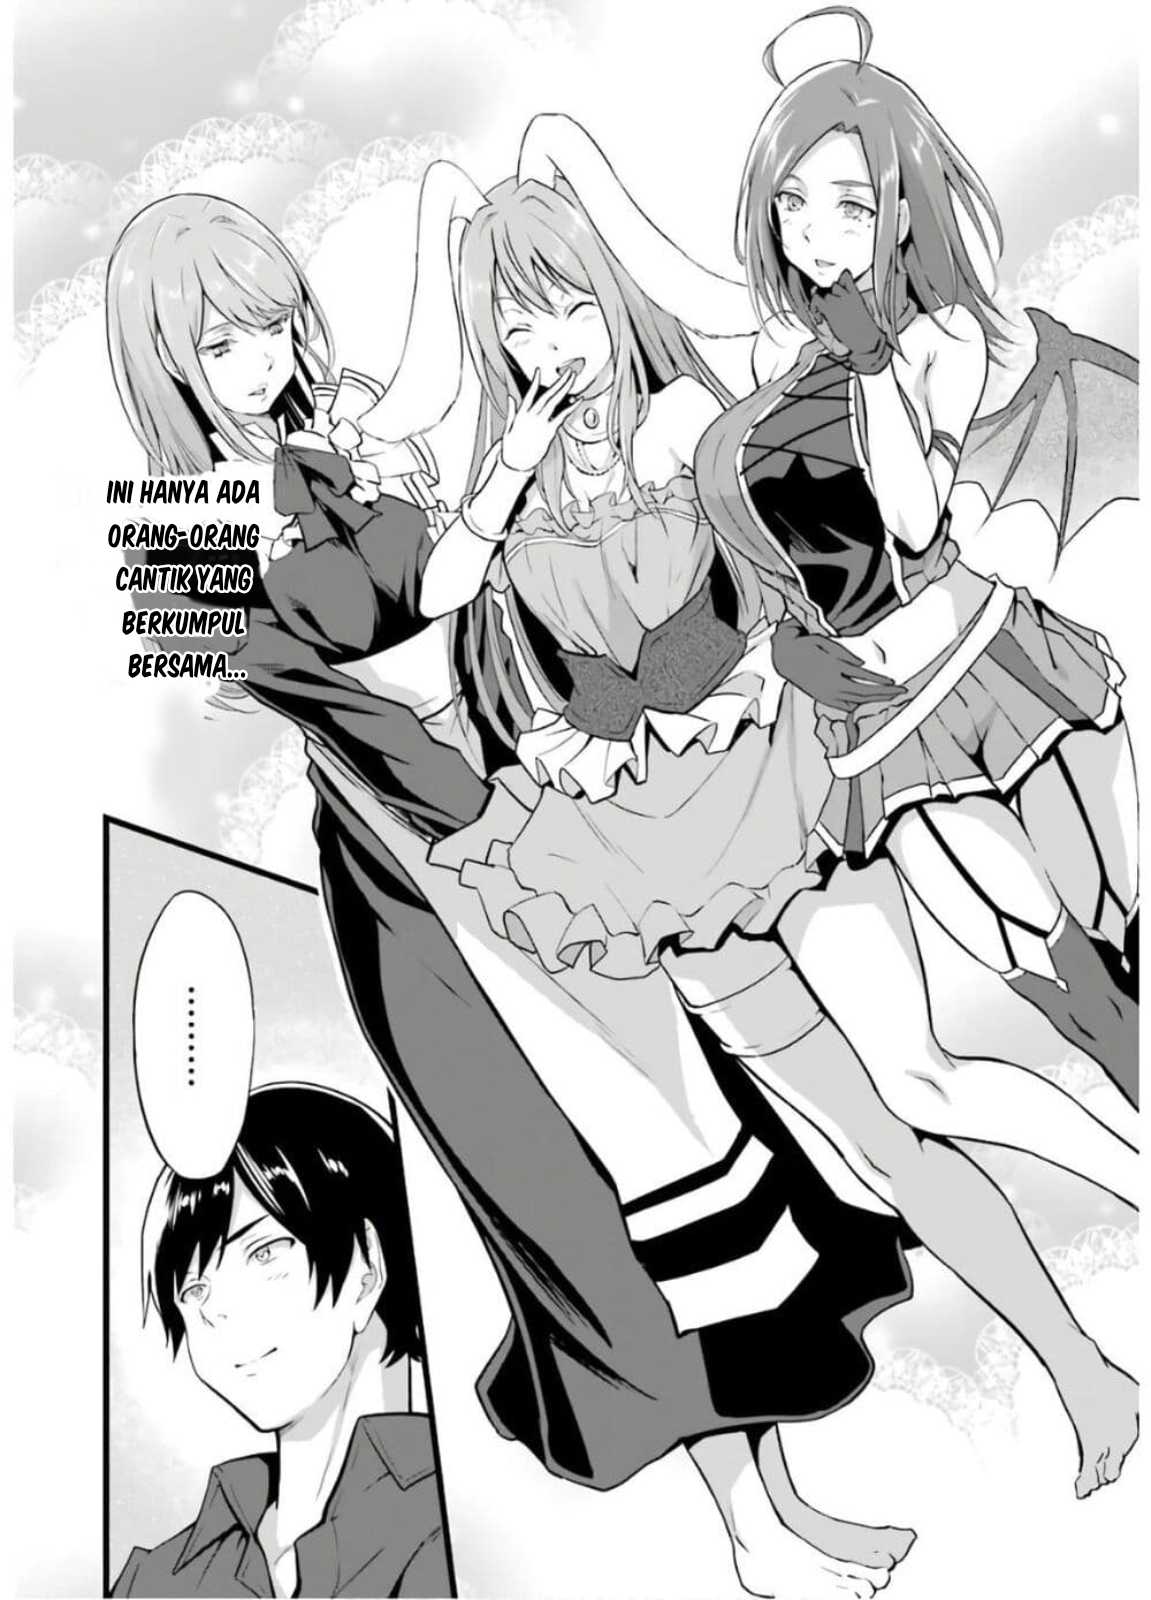 INI HANYA ADA
ORANG-ORANG
CANTIK YANG
BERKUMPUL
BERSAMA...
..........